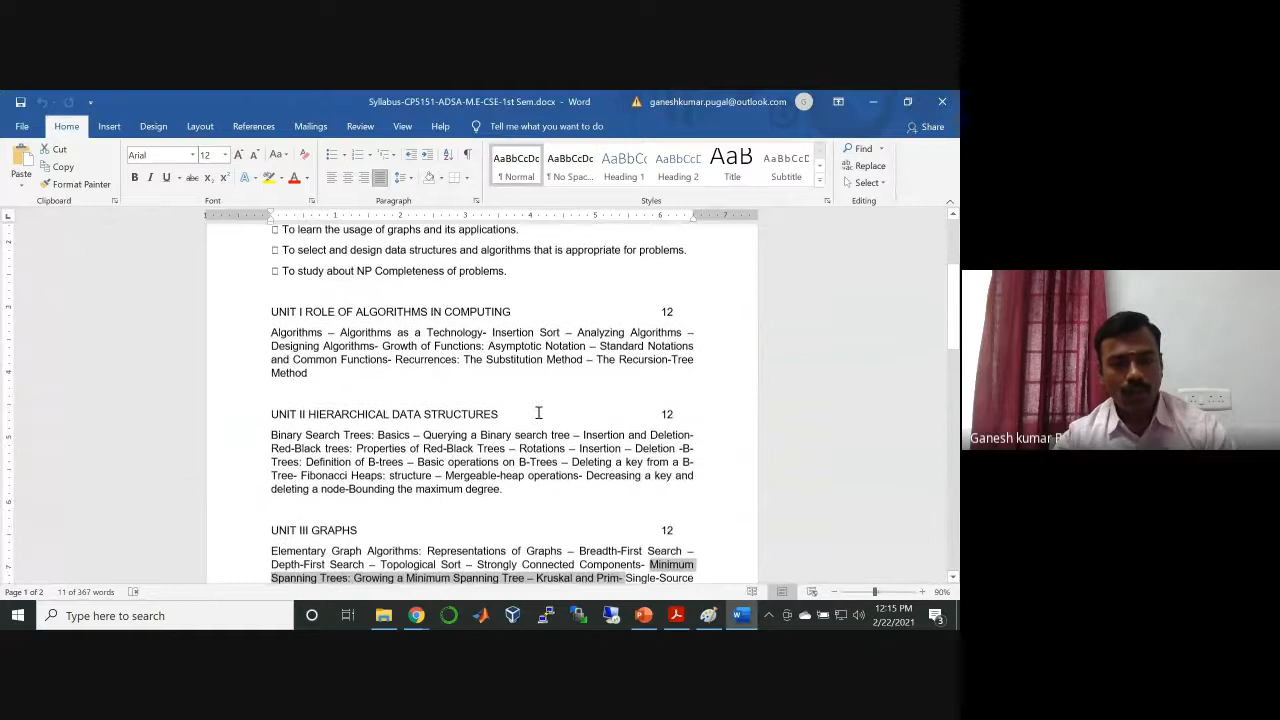 Syllabus-CP5151-ADSA-M.E-CSE-1st Sem.docx - Word
ganeshkumar.pugal@outlook.com
G
File Home Insert Design Layout References Mailings Review View Help Tell me what you want to do
Share
Paste
Cut
Copy
Format Painter
Clipboard
Arial 12
Font
Paragraph
AaBbCcDc AaBbCcDc AaBbCc AaBbCcC AaB AaBbCcD
¶ Normal ¶ No Spac... Heading 1 Heading 2 Title Subtitle
Styles
Find
Replace
Select
Editing
1 1 2 3 4 5 6 7
To learn the usage of graphs and its applications.
To select and design data structures and algorithms that is appropriate for problems.
To study about NP Completeness of problems.
UNIT I ROLE OF ALGORITHMS IN COMPUTING 12
Algorithms – Algorithms as a Technology- Insertion Sort – Analyzing Algorithms –
Designing Algorithms- Growth of Functions: Asymptotic Notation – Standard Notations
and Common Functions- Recurrences: The Substitution Method – The Recursion-Tree
Method
UNIT II HIERARCHICAL DATA STRUCTURES 12
Binary Search Trees: Basics – Querying a Binary search tree – Insertion and Deletion-
Red-Black trees: Properties of Red-Black Trees – Rotations – Insertion – Deletion -B-
Trees: Definition of B-trees – Basic operations on B-Trees – Deleting a key from a B-
Tree- Fibonacci Heaps: structure – Mergeable-heap operations- Decreasing a key and
deleting a node-Bounding the maximum degree.
UNIT III GRAPHS 12
Elementary Graph Algorithms: Representations of Graphs – Breadth-First Search –
Depth-First Search – Topological Sort – Strongly Connected Components- Minimum
Spanning Trees: Growing a Minimum Spanning Tree – Kruskal and Prim- Single-Source
Page 1 of 2 11 of 367 words
90%
Type here to search
12:15 PM
2/22/2021
3
Ganesh kumar P